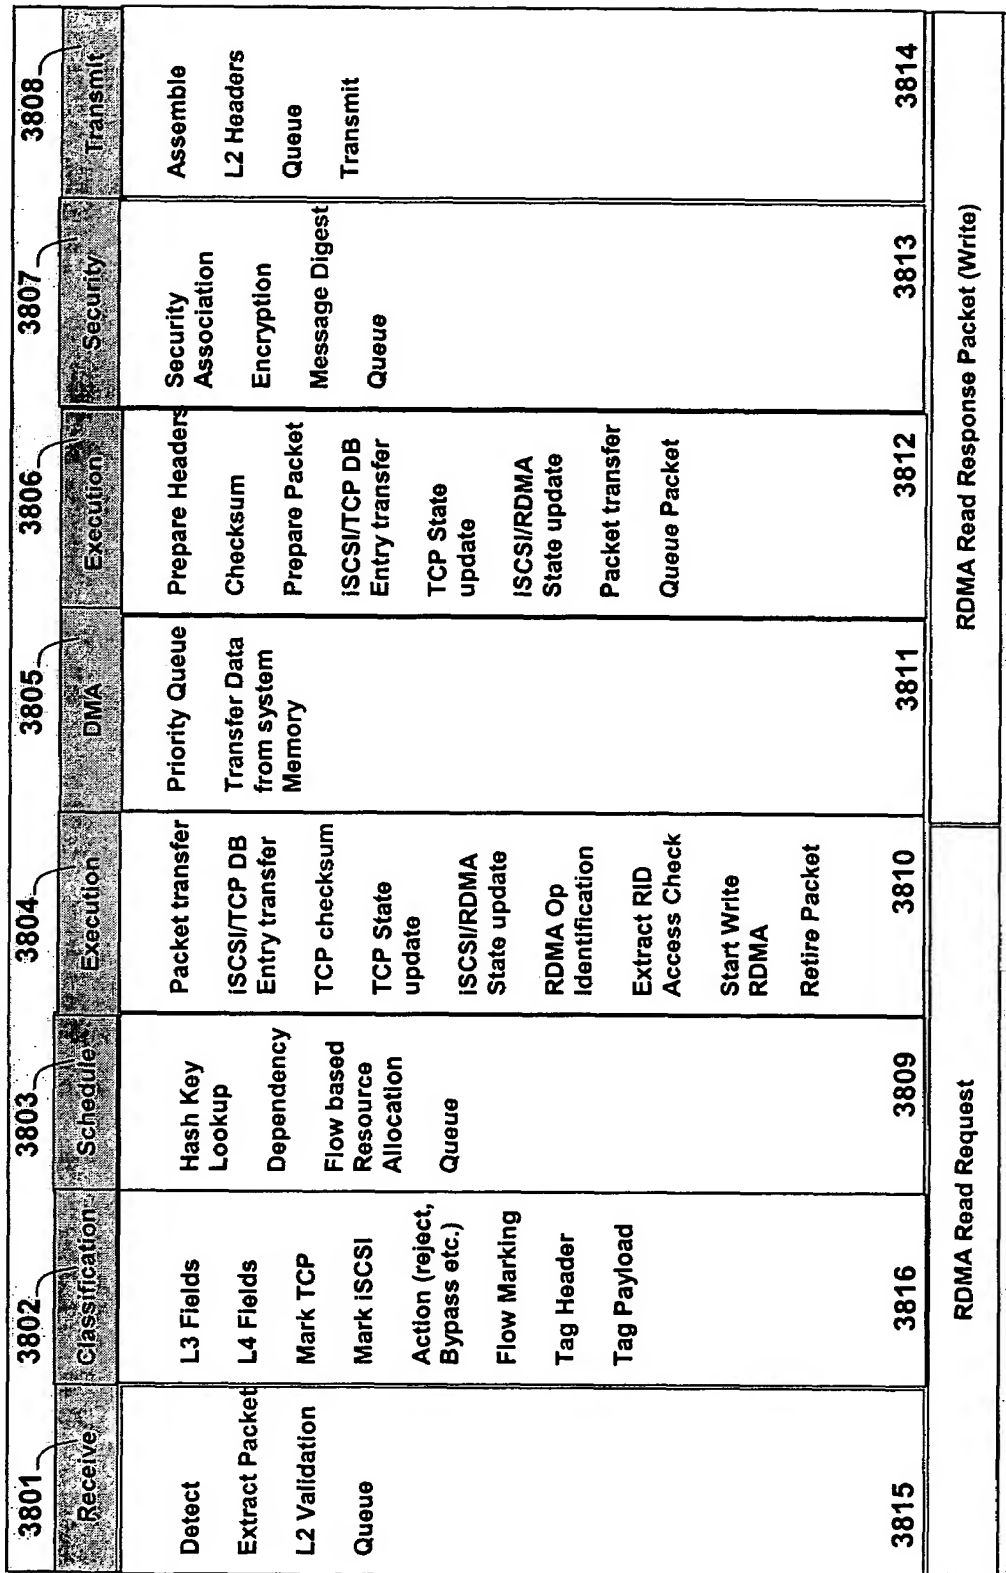 3801
3802
3803
3804
3805
3806
3807
3808
Receive
Classification
Schedule
Execution
DMA
Execution
Security
Transmit
Detect
Extract Packet
L2 Validation
Queue
3815
L3 Fields
L4 Fields
Mark TCP
Mark iSCSI
Action (reject,
Bypass etc.)
Flow Marking
Tag Header
Tag Payload
3816
Hash Key
Lookup
Dependency
Flow based
Resource
Allocation
Queue
3809
Packet transfer
iSCSI/TCP DB
Entry transfer
TCP checksum
TCP State
update
iSCSI/RDMA
State update
RDMA Op
Identification
Extract RID
Access Check
Start Write
RDMA
Retire Packet
3810
Priority Queue
Transfer Data
from system
Memory
3811
Prepare Headers
Checksum
Prepare Packet
iSCSI/TCP DB
Entry transfer
TCP State
update
iSCSI/RDMA
State update
Packet transfer
Queue Packet
3812
Security
Association
Encryption
Message Digest
Queue
3813
Assemble
L2 Headers
Queue
Transmit
3814
RDMA Read Request
RDMA Read Response Packet (Write)